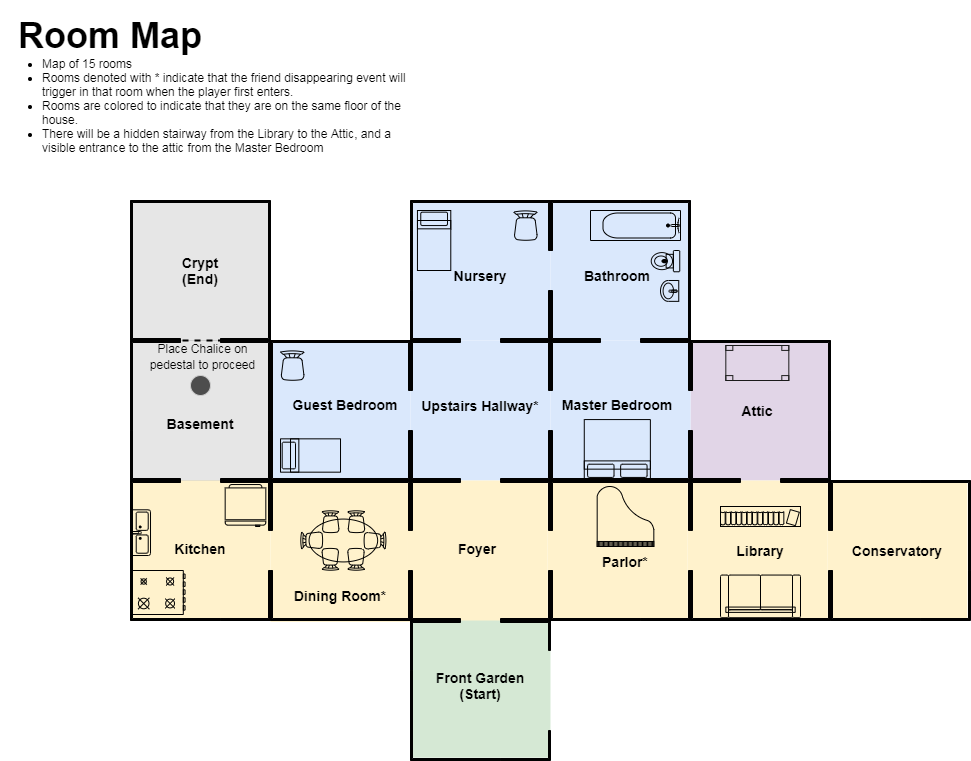 Room Map
Map of 15 rooms
Rooms denoted with * indicate that the friend disappearing event will
trigger in that room when the player first enters.
Rooms are colored to indicate that they are on the same floor of the
house.
There will be a hidden stairway from the Library to the Attic, and a
visible entrance to the attic from the Master Bedroom
Crypt
(End)
Nursery
Bathroom
Place Chalice on
pedestal to proceed
Basement
Guest Bedroom
Upstairs Hallway*
Master Bedroom
Attic
Kitchen
Dining Room*
Foyer
Parlor*
Library
Conservatory
Front Garden
(Start)